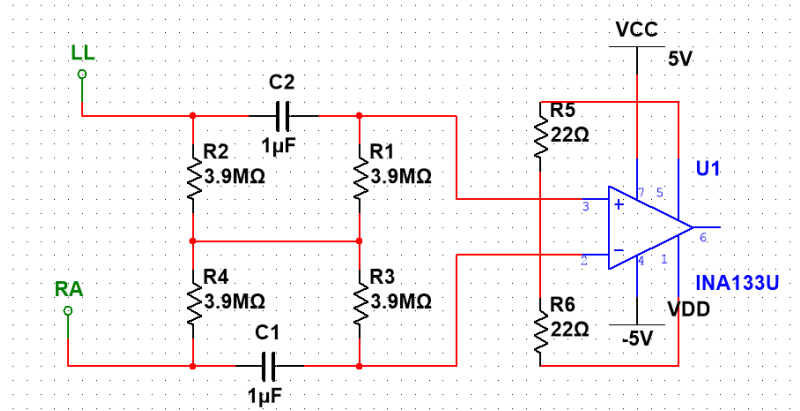 VCC
5V
LL
C2
1µF
R5
22Ω
R2
3.9MΩ
R1
3.9MΩ
U1
7
5
3
+
6
2
−
4
1
R4
3.9MΩ
R3
3.9MΩ
INA133U
RA
R6
22Ω
VDD
-5V
C1
1µF